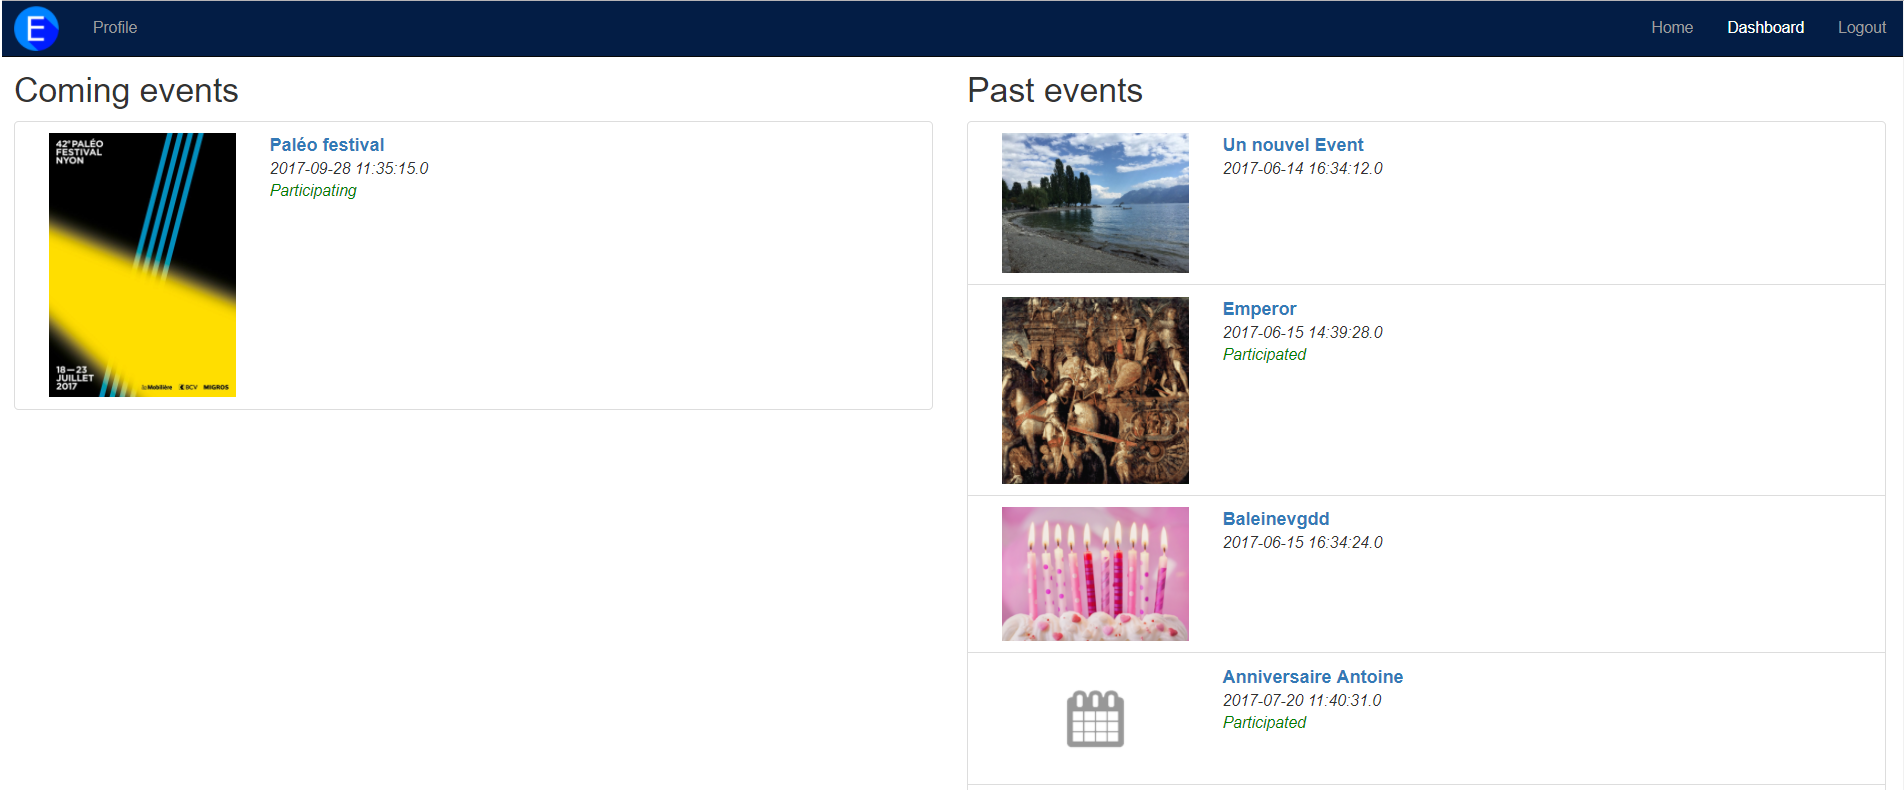 E
Profile
Home
Dashboard
Logout
Coming events
42e PALÉO
FESTIVAL
NYON
18—23
JUILLET
2017
la Mobilière BCV MIGROS
Paléo festival
2017-09-28 11:35:15.0
Participating
Past events
Un nouvel Event
2017-06-14 16:34:12.0
Emperor
2017-06-15 14:39:28.0
Participated
Baleinevgdd
2017-06-15 16:34:24.0
Anniversaire Antoine
2017-07-20 11:40:31.0
Participated